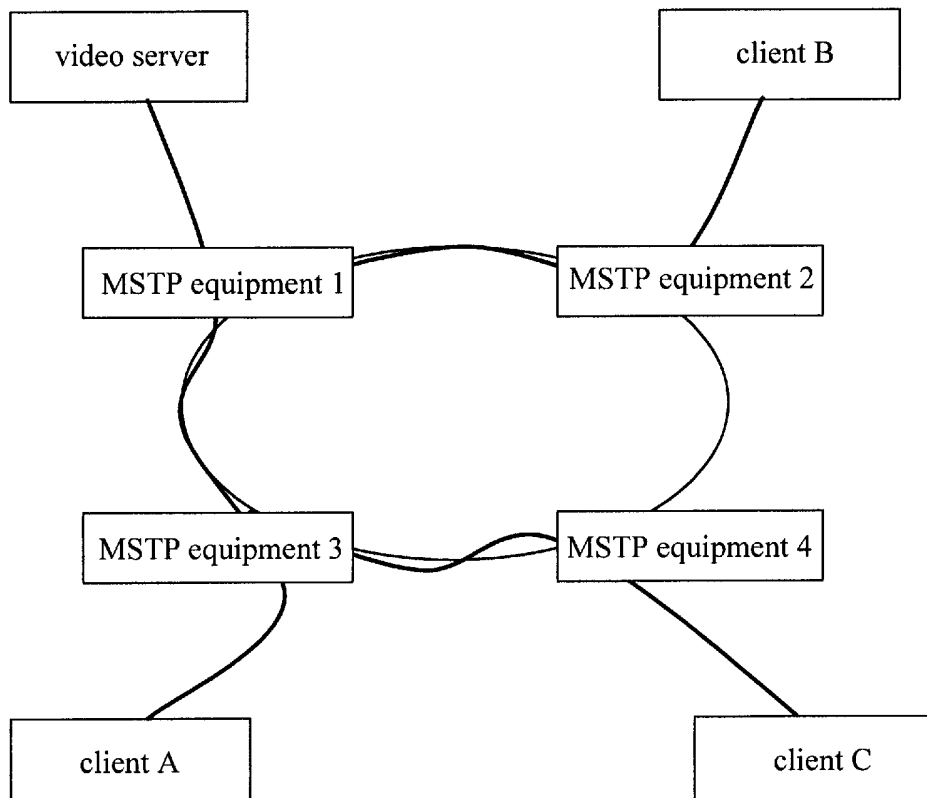 video server
client B
MSTP equipment 1
MSTP equipment 2
MSTP equipment 3
MSTP equipment 4
client A
client C